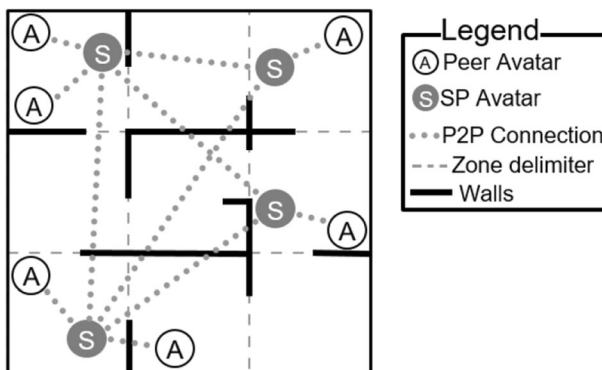 A
S
A
S
A
S
A
A
S
A
Legend
A Peer Avatar
S SP Avatar
P2P Connection
Zone delimiter
Walls